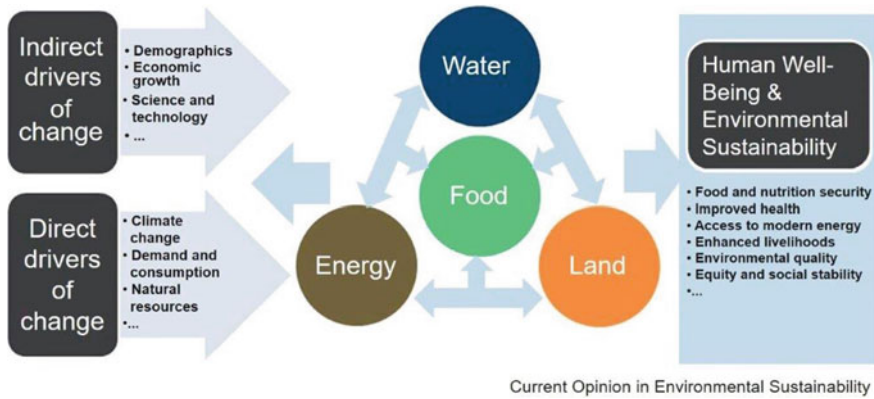 Indirect
drivers
of
change
• Demographics
• Economic
growth
• Science and
technology
• ...
Direct
drivers
of
change
• Climate
change
• Demand and
consumption
• Natural
resources
• ...
Water
Food
Energy
Land
Human Well-
Being &
Environmental
Sustainability
• Food and nutrition security
• Improved health
• Access to modern energy
• Enhanced livelihoods
• Environmental quality
• Equity and social stability
• ...
Current Opinion in Environmental Sustainability